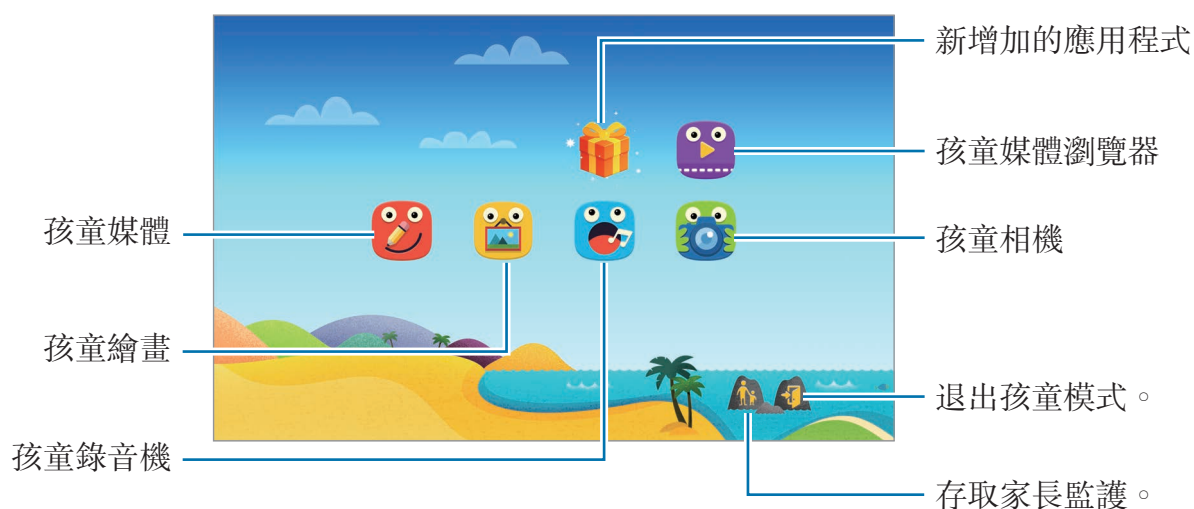 新增加的應用程式
孩童媒體瀏覽器
孩童媒體
孩童相機
孩童繪畫
退出孩童模式。
孩童錄音機
存取家長監護。